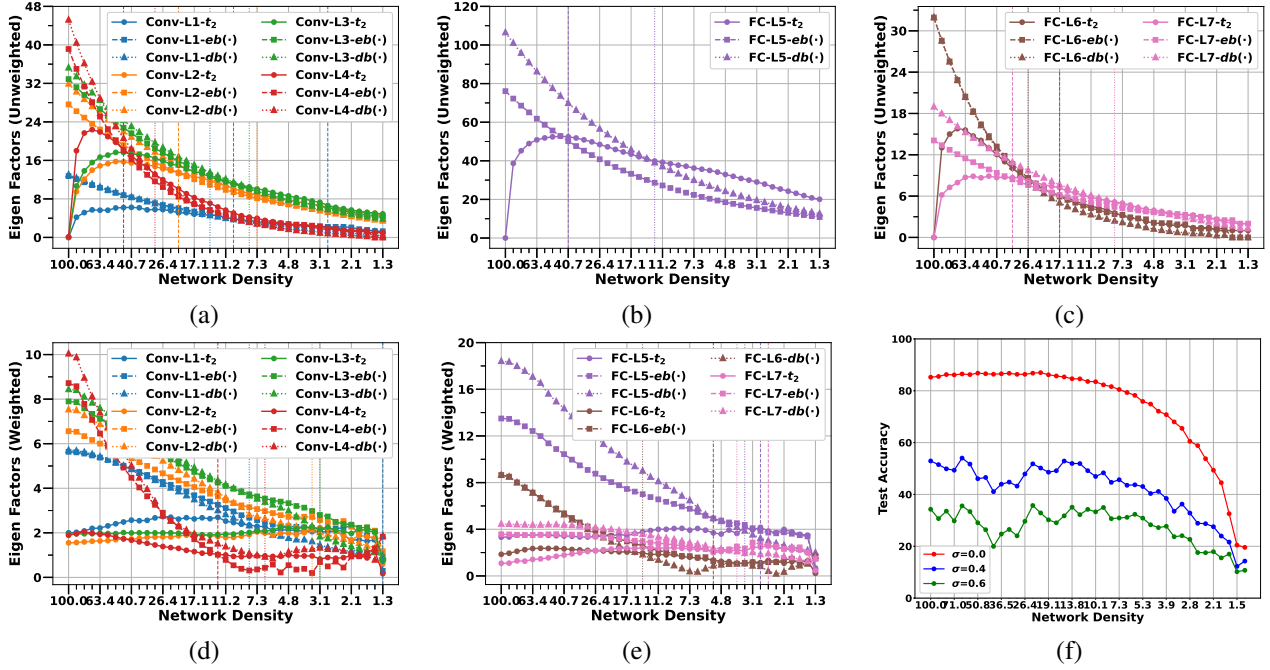 Eigen Factors (Unweighted)
48
40
32
24
16
8
0
Conv-L1-t₂
Conv-L1-eb(·)
Conv-L1-db(·)
Conv-L2-t₂
Conv-L2-eb(·)
Conv-L2-db(·)
Conv-L3-t₂
Conv-L3-eb(·)
Conv-L3-db(·)
Conv-L4-t₂
Conv-L4-eb(·)
Conv-L4-db(·)
100.0 63.4 40.7 26.4 17.1 11.2 7.3 4.8 3.1 2.1 1.3
Network Density
(a)
Eigen Factors (Unweighted)
120
100
80
60
40
20
0
FC-L5-t₂
FC-L5-eb(·)
FC-L5-db(·)
100.0 63.4 40.7 26.4 17.1 11.2 7.3 4.8 3.1 2.1 1.3
Network Density
(b)
Eigen Factors (Unweighted)
30
24
18
12
6
0
FC-L6-t₂
FC-L6-eb(·)
FC-L6-db(·)
FC-L7-t₂
FC-L7-eb(·)
FC-L7-db(·)
100.0 63.4 40.7 26.4 17.1 11.2 7.3 4.8 3.1 2.1 1.3
Network Density
(c)
Eigen Factors (Weighted)
10
8
6
4
2
0
Conv-L1-t₂
Conv-L1-eb(·)
Conv-L1-db(·)
Conv-L2-t₂
Conv-L2-eb(·)
Conv-L2-db(·)
Conv-L3-t₂
Conv-L3-eb(·)
Conv-L3-db(·)
Conv-L4-t₂
Conv-L4-eb(·)
Conv-L4-db(·)
100.0 63.4 40.7 26.4 17.1 11.2 7.3 4.8 3.1 2.1 1.3
Network Density
(d)
Eigen Factors (Weighted)
20
16
12
8
4
0
FC-L5-t₂
FC-L5-eb(·)
FC-L5-db(·)
FC-L6-t₂
FC-L6-eb(·)
FC-L6-db(·)
FC-L7-t₂
FC-L7-eb(·)
FC-L7-db(·)
100.0 63.4 40.7 26.4 17.1 11.2 7.3 4.8 3.1 2.1 1.3
Network Density
(e)
Test Accuracy
100
80
60
40
20
0
σ=0.0
σ=0.4
σ=0.6
100.0 71.0 50.8 36.5 26.4 19.1 13.8 10.1 7.3 5.3 3.9 2.8 2.1 1.5
Network Density
(f)